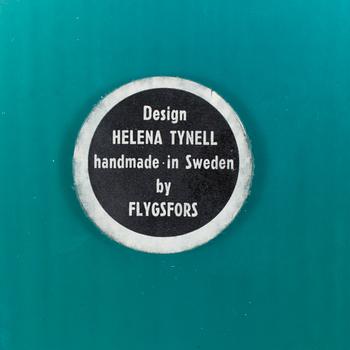 Design
HELENA TYNELL
handmade·in Sweden
by
FLYGSFORS